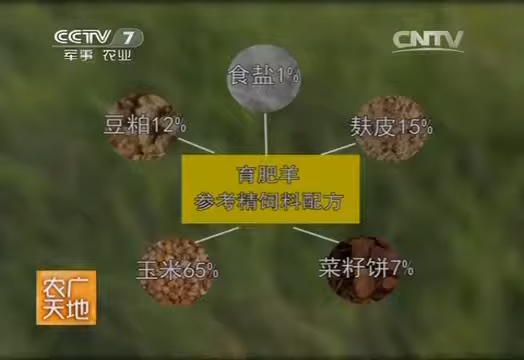 CCTV 7
军事 农业
CNTV
食盐1%
豆粕12%
麸皮15%
育肥羊
参考精饲料配方
玉米65%
菜籽饼7%
农广
天地